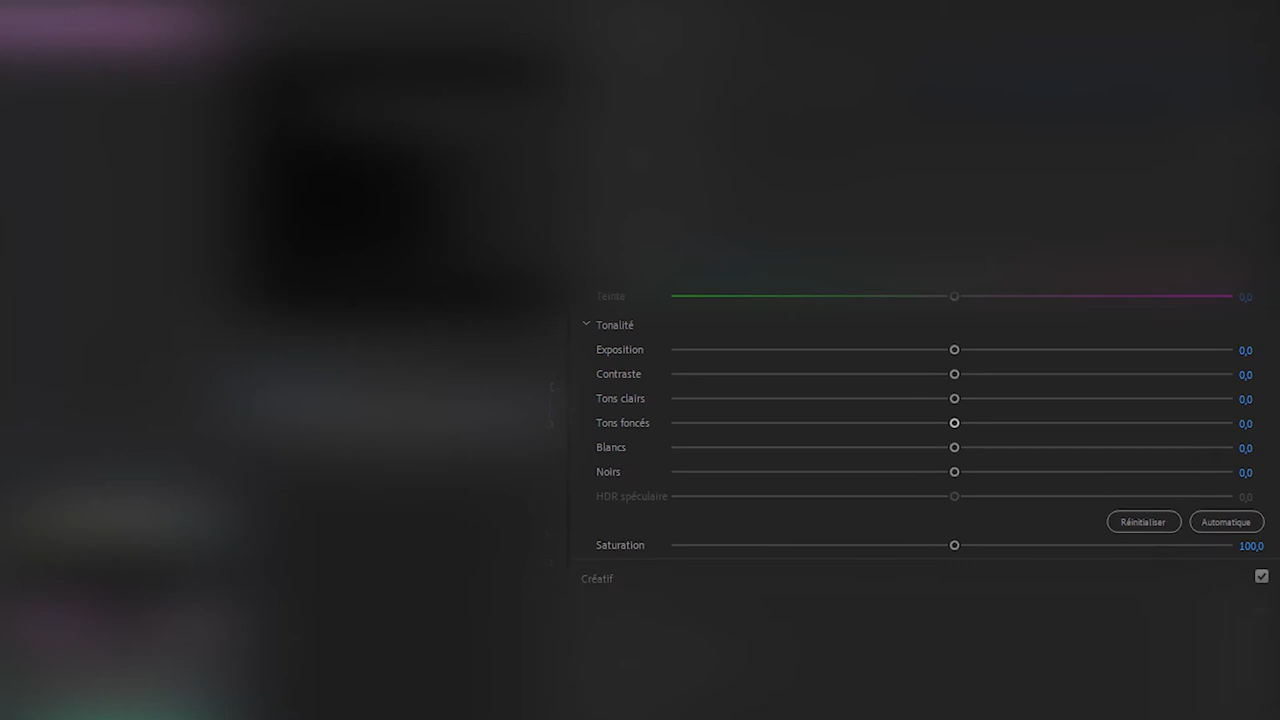 Teinte 0,0
Tonalité
Exposition 0,0
Contraste 0,0
Tons clairs 0,0
Tons foncés 0,0
Blancs 0,0
Noirs 0,0
HDR spéculaire 0,0
Réinitialiser Automatique
Saturation 100,0
Créatif